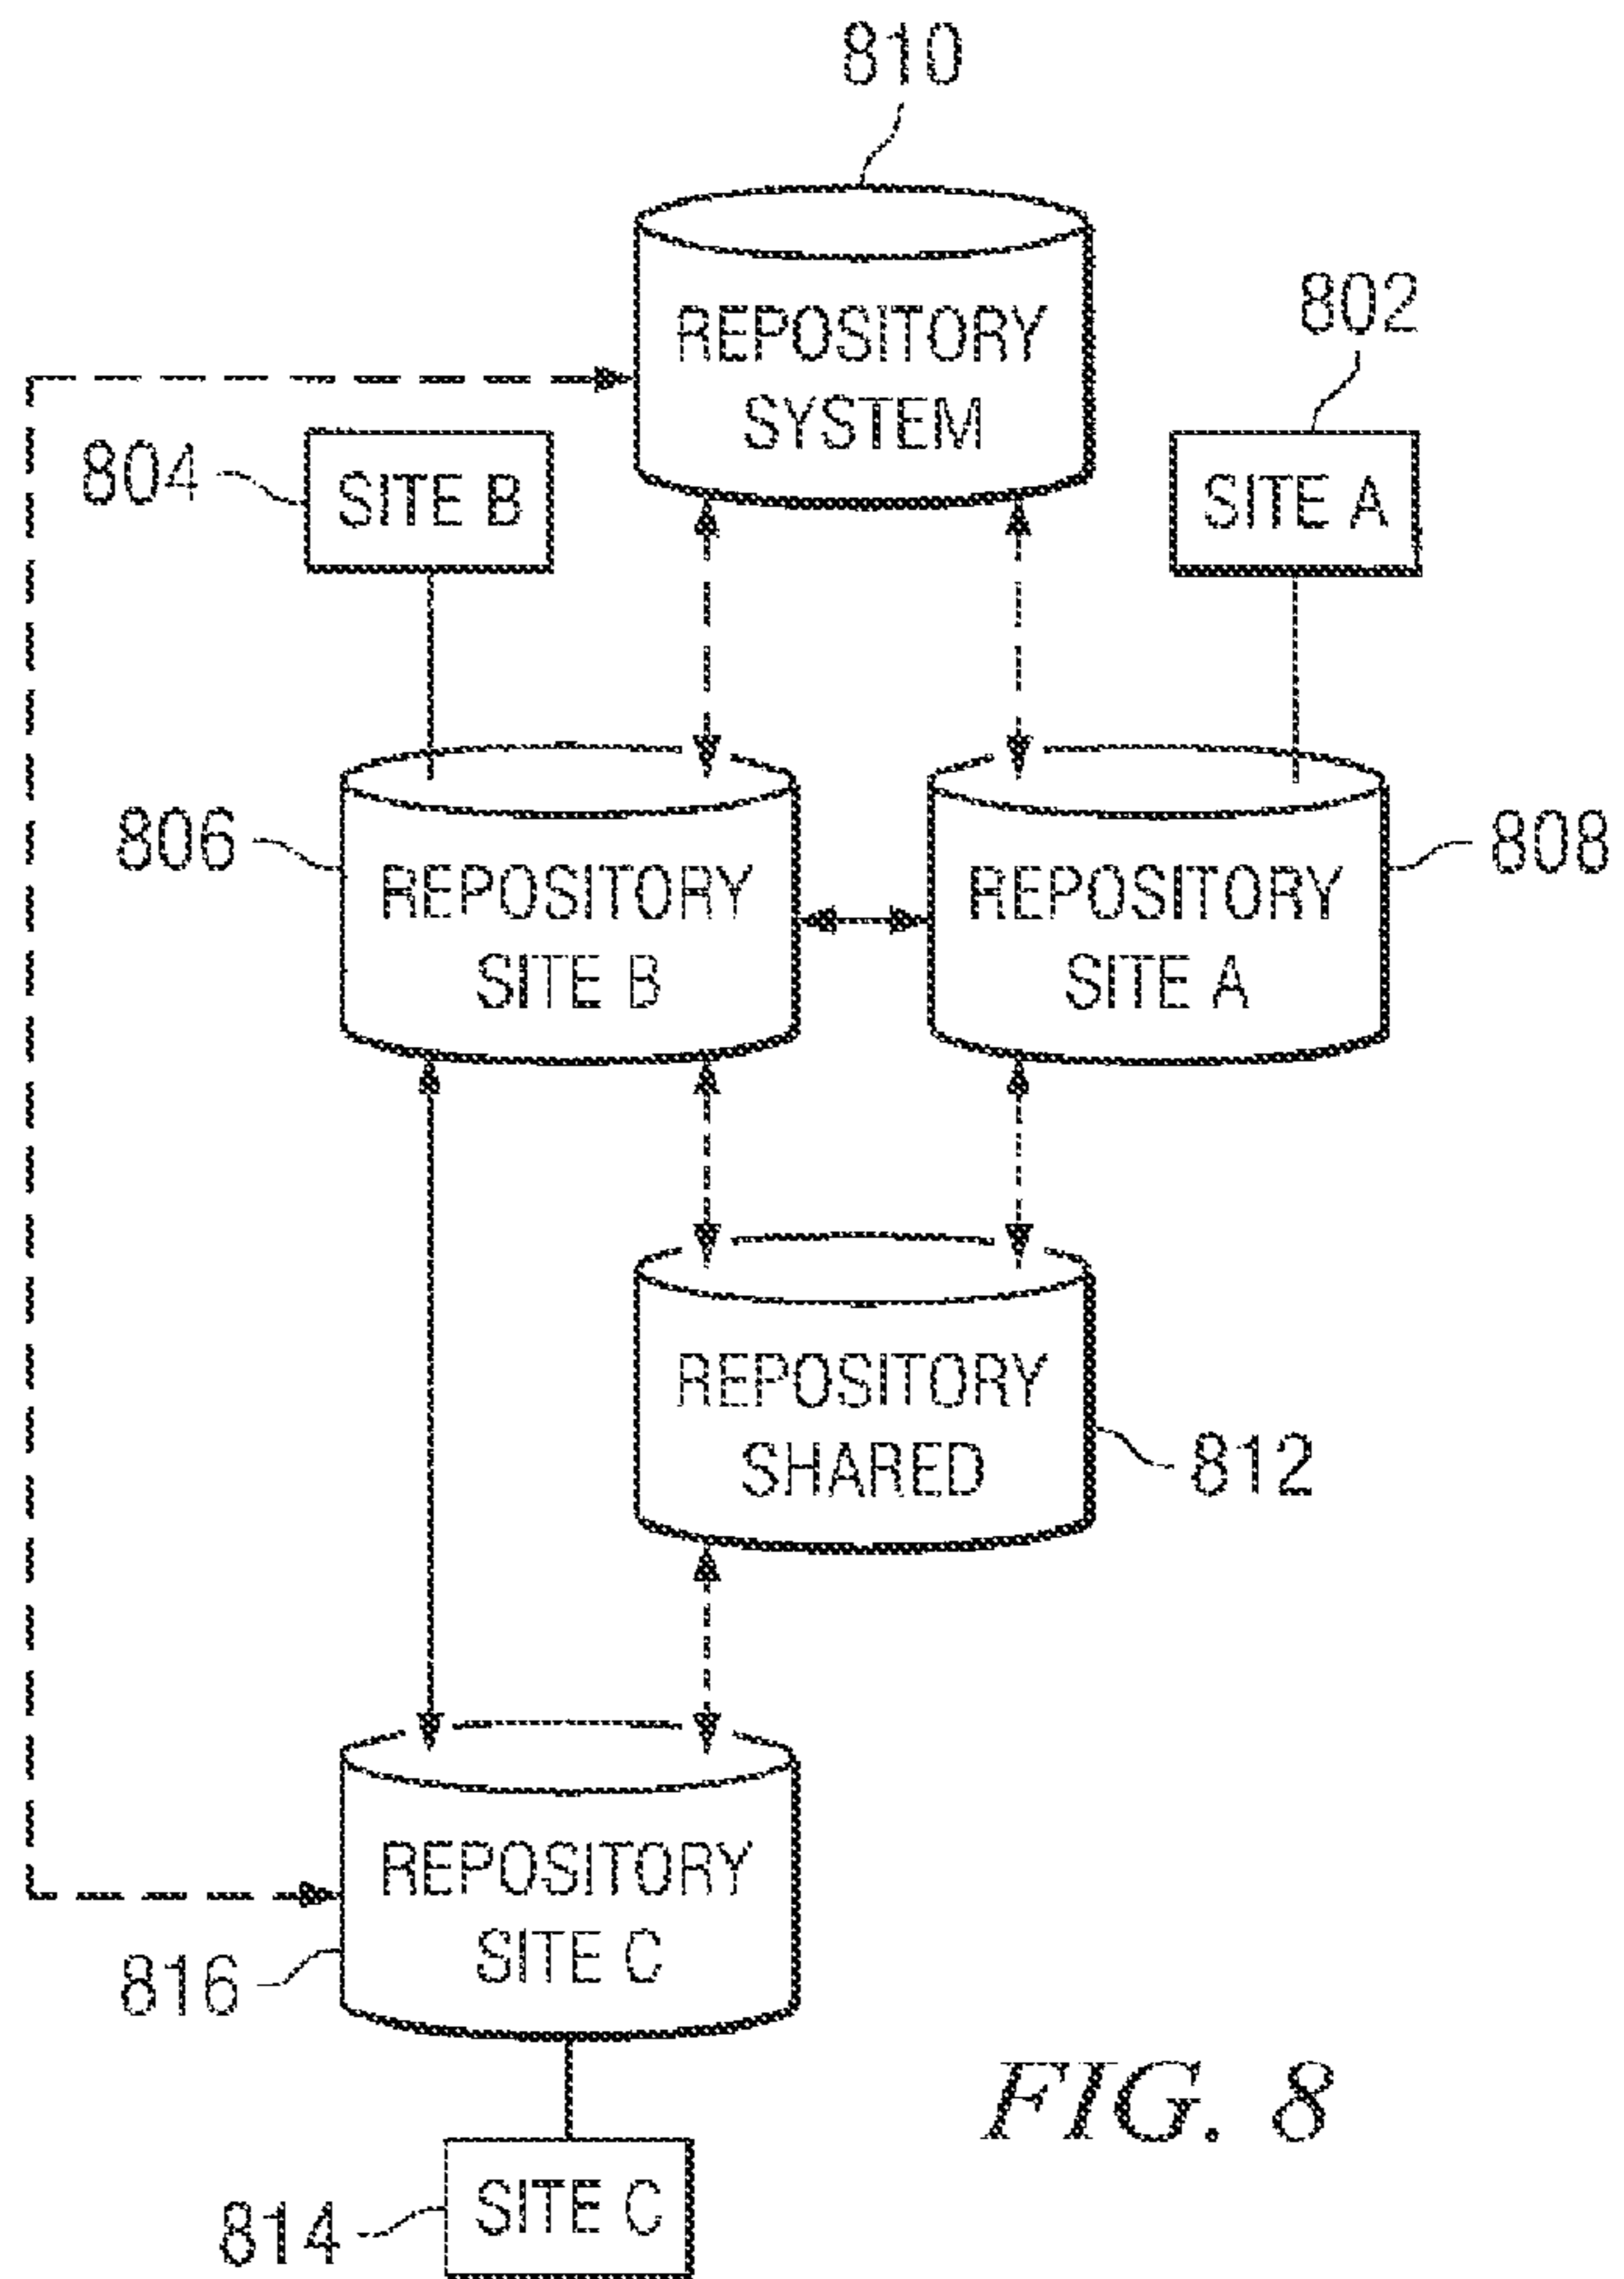 810
REPOSITORY
SYSTEM
802
804
SITE B
SITE A
806
REPOSITORY
SITE B
REPOSITORY
SITE A
808
REPOSITORY
SHARED
812
REPOSITORY
SITE C
816
SITE C
814
FIG. 8